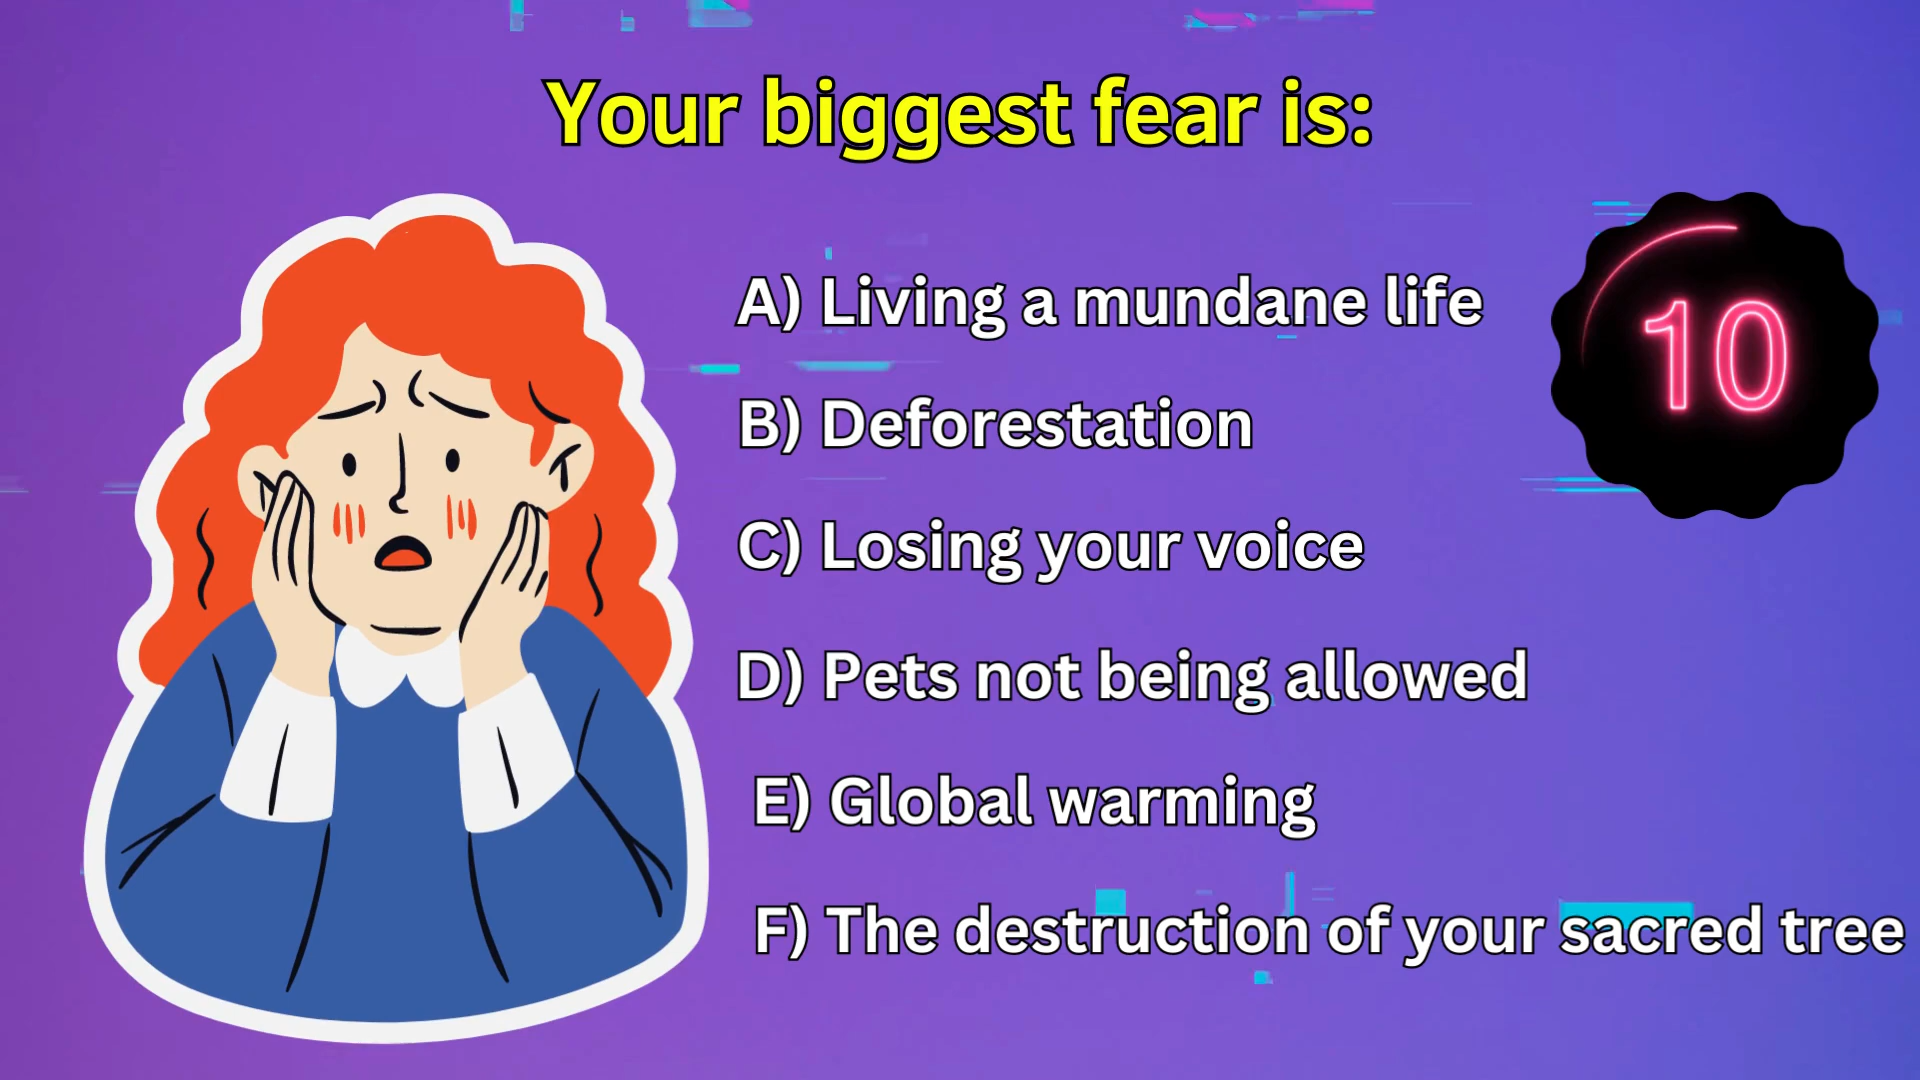 Your biggest fear is:
A) Living a mundane life
10
B) Deforestation
C) Losing your voice
D) Pets not being allowed
E) Global warming
F) The destruction of your sacred tree